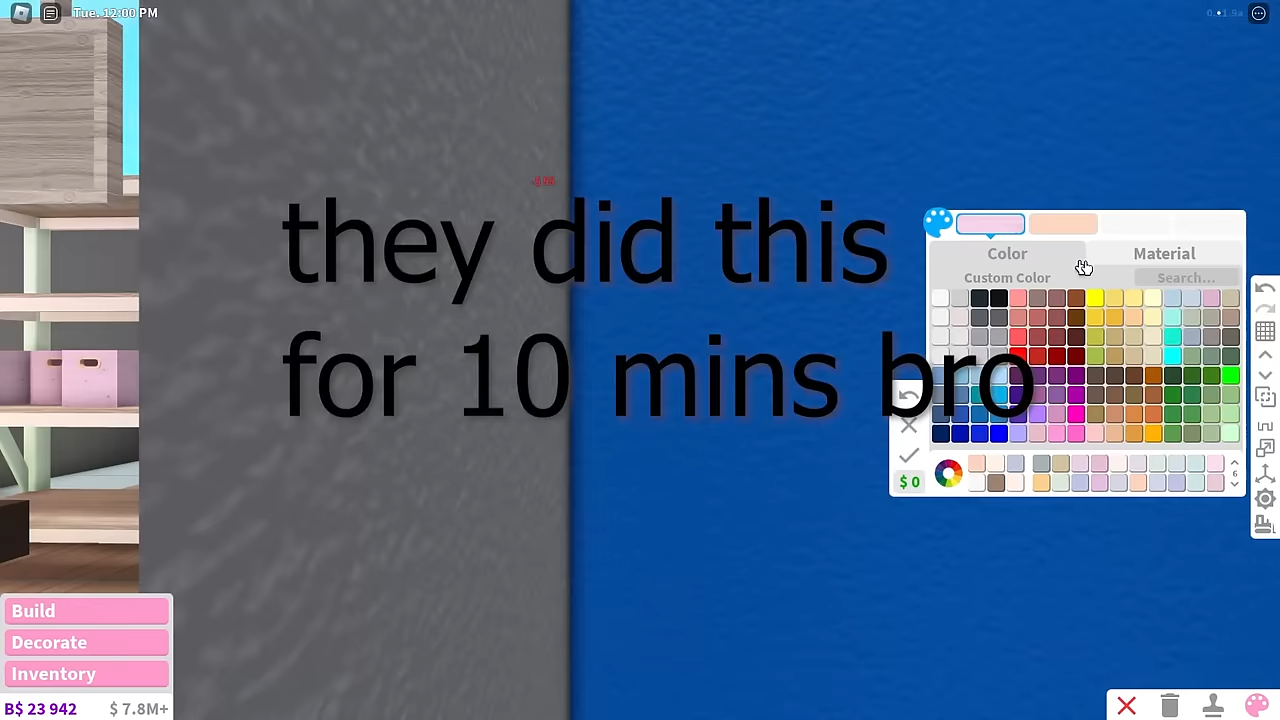 Tue. 12:00 PM
they did this
for 10 mins bro
Color
Material
Custom Color
Search...
$ 0
6
Build
Decorate
Inventory
B$ 23 942
$ 7.8M+